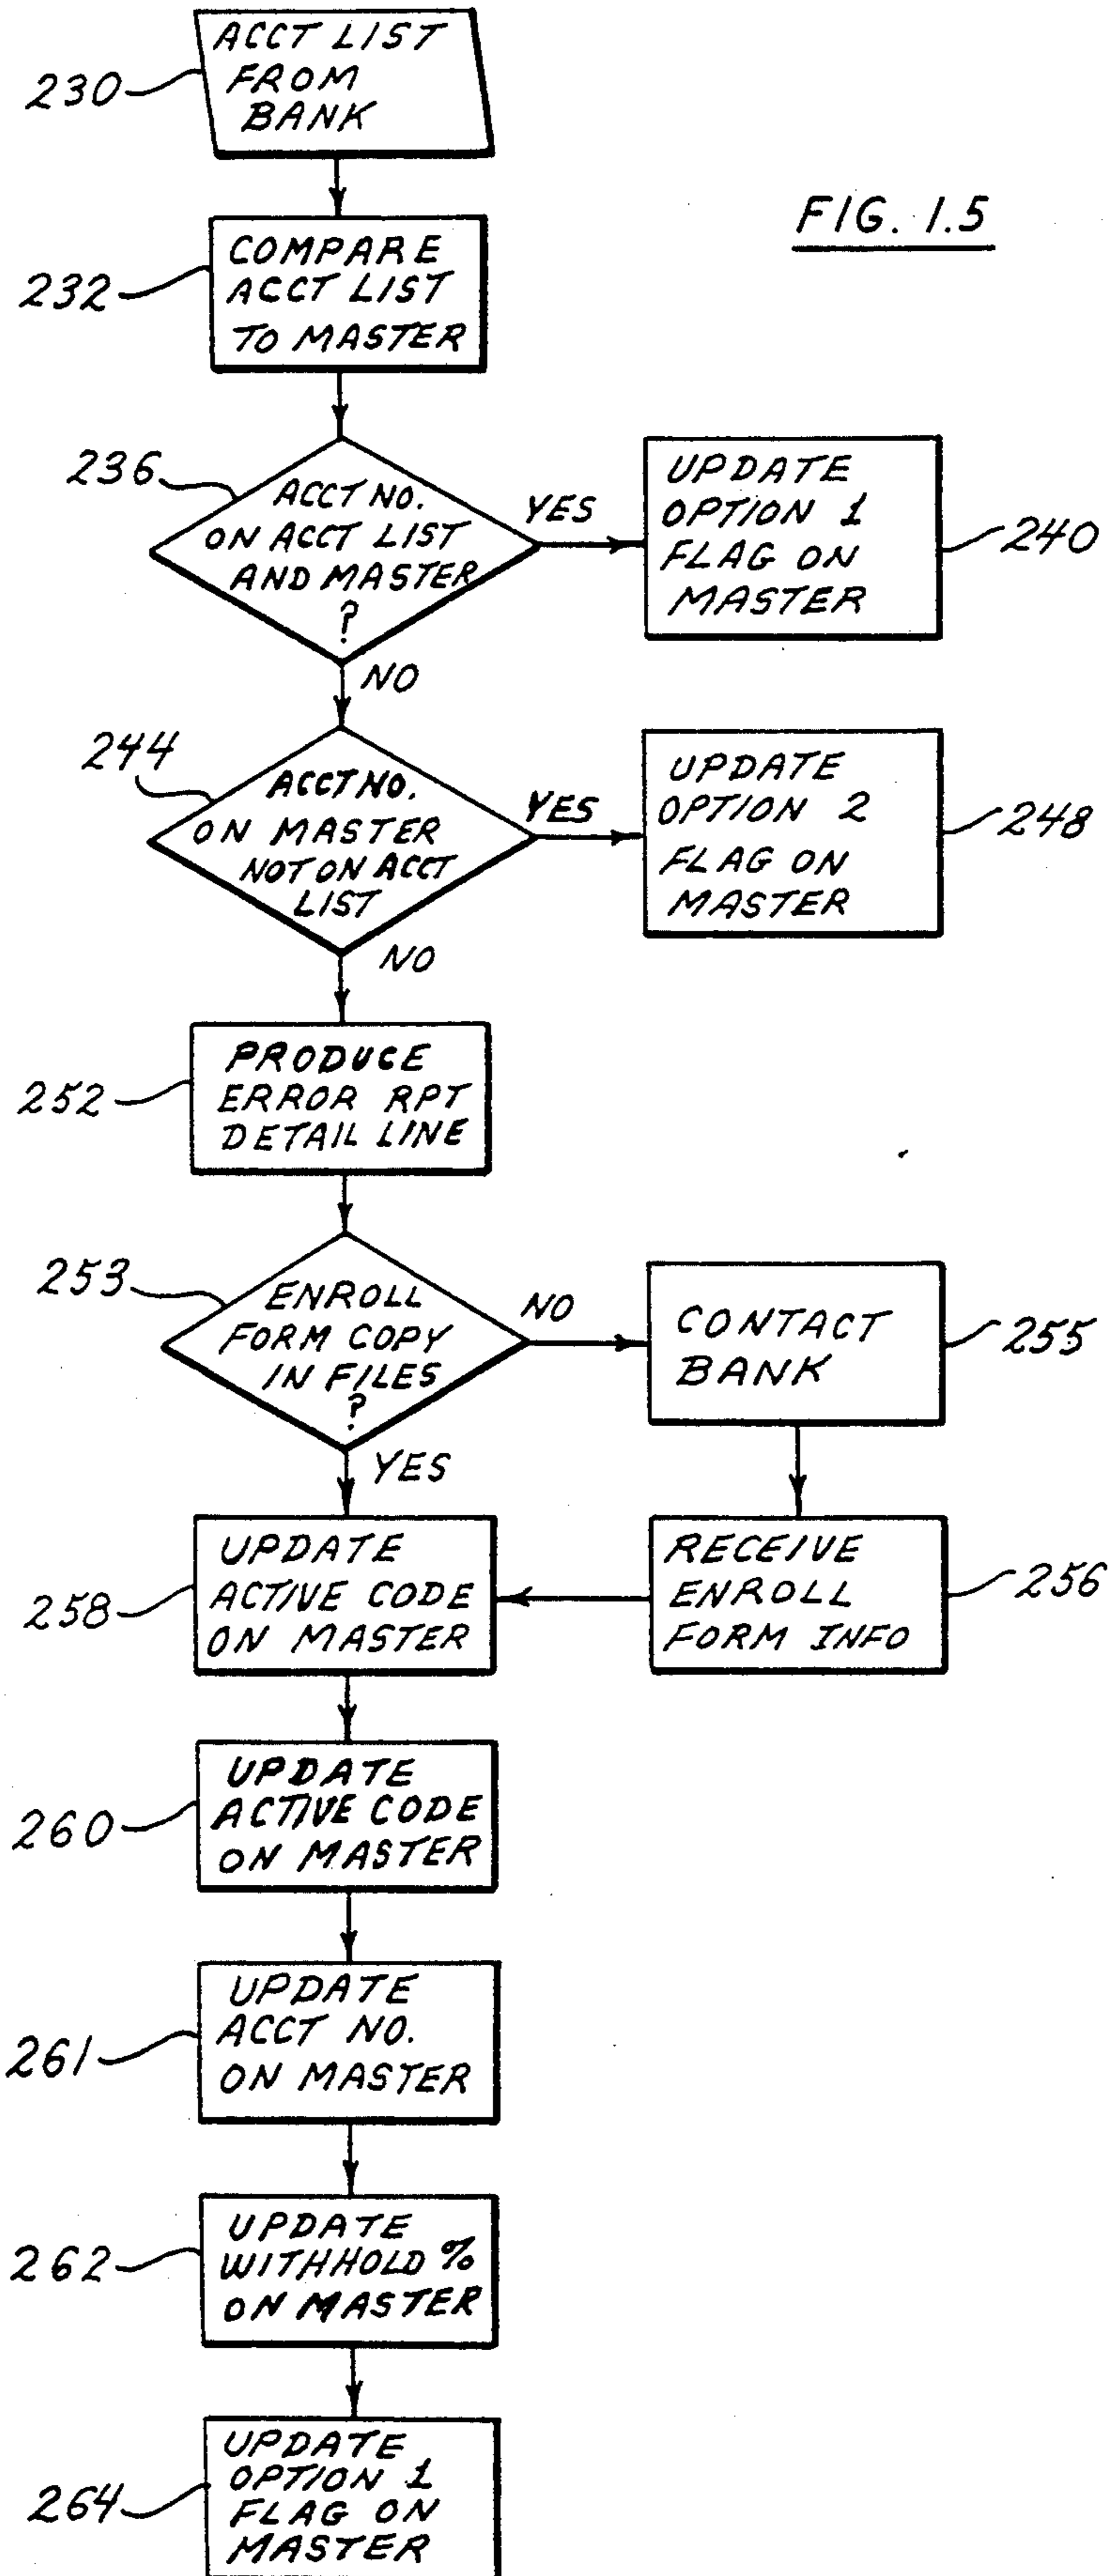 ACCT LIST
FROM
BANK
230
FIG. 1.5
COMPARE
ACCT LIST
TO MASTER
232
236
ACCT NO.
ON ACCT LIST
AND MASTER
?
YES
UPDATE
OPTION 1
FLAG ON
MASTER
240
NO
244
ACCT NO.
ON MASTER
NOT ON ACCT
LIST
YES
UPDATE
OPTION 2
FLAG ON
MASTER
248
NO
PRODUCE
ERROR RPT
DETAIL LINE
252
253
ENROLL
FORM COPY
IN FILES
?
NO
CONTACT
BANK
255
YES
UPDATE
ACTIVE CODE
ON MASTER
258
RECEIVE
ENROLL
FORM INFO
256
UPDATE
ACTIVE CODE
ON MASTER
260
UPDATE
ACCT NO.
ON MASTER
261
UPDATE
WITHHOLD %
ON MASTER
262
UPDATE
OPTION 1
FLAG ON
MASTER
264